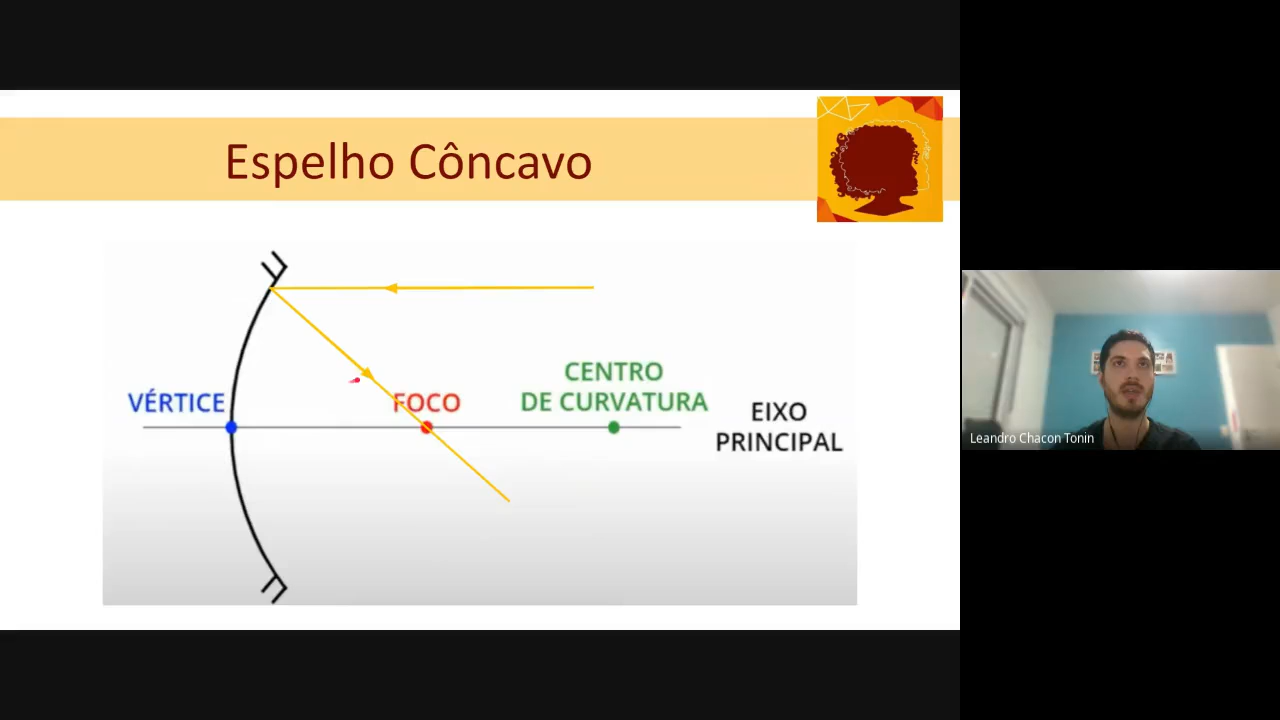 Espelho Côncavo
VÉRTICE
FOCO
CENTRO
DE CURVATURA
EIXO
PRINCIPAL
Leandro Chacon Tonin